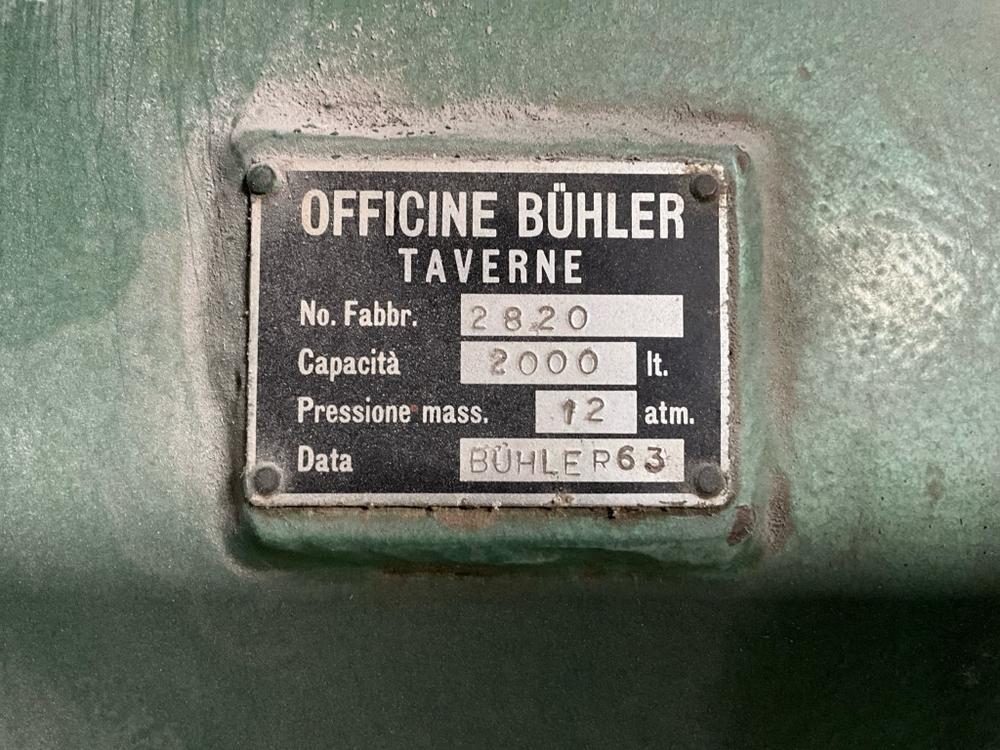 OFFICINE BÜHLER
TAVERNE
No. Fabbr. 2820
Capacità 2000 lt.
Pressione mass. 12 atm.
Data BÜHLER63